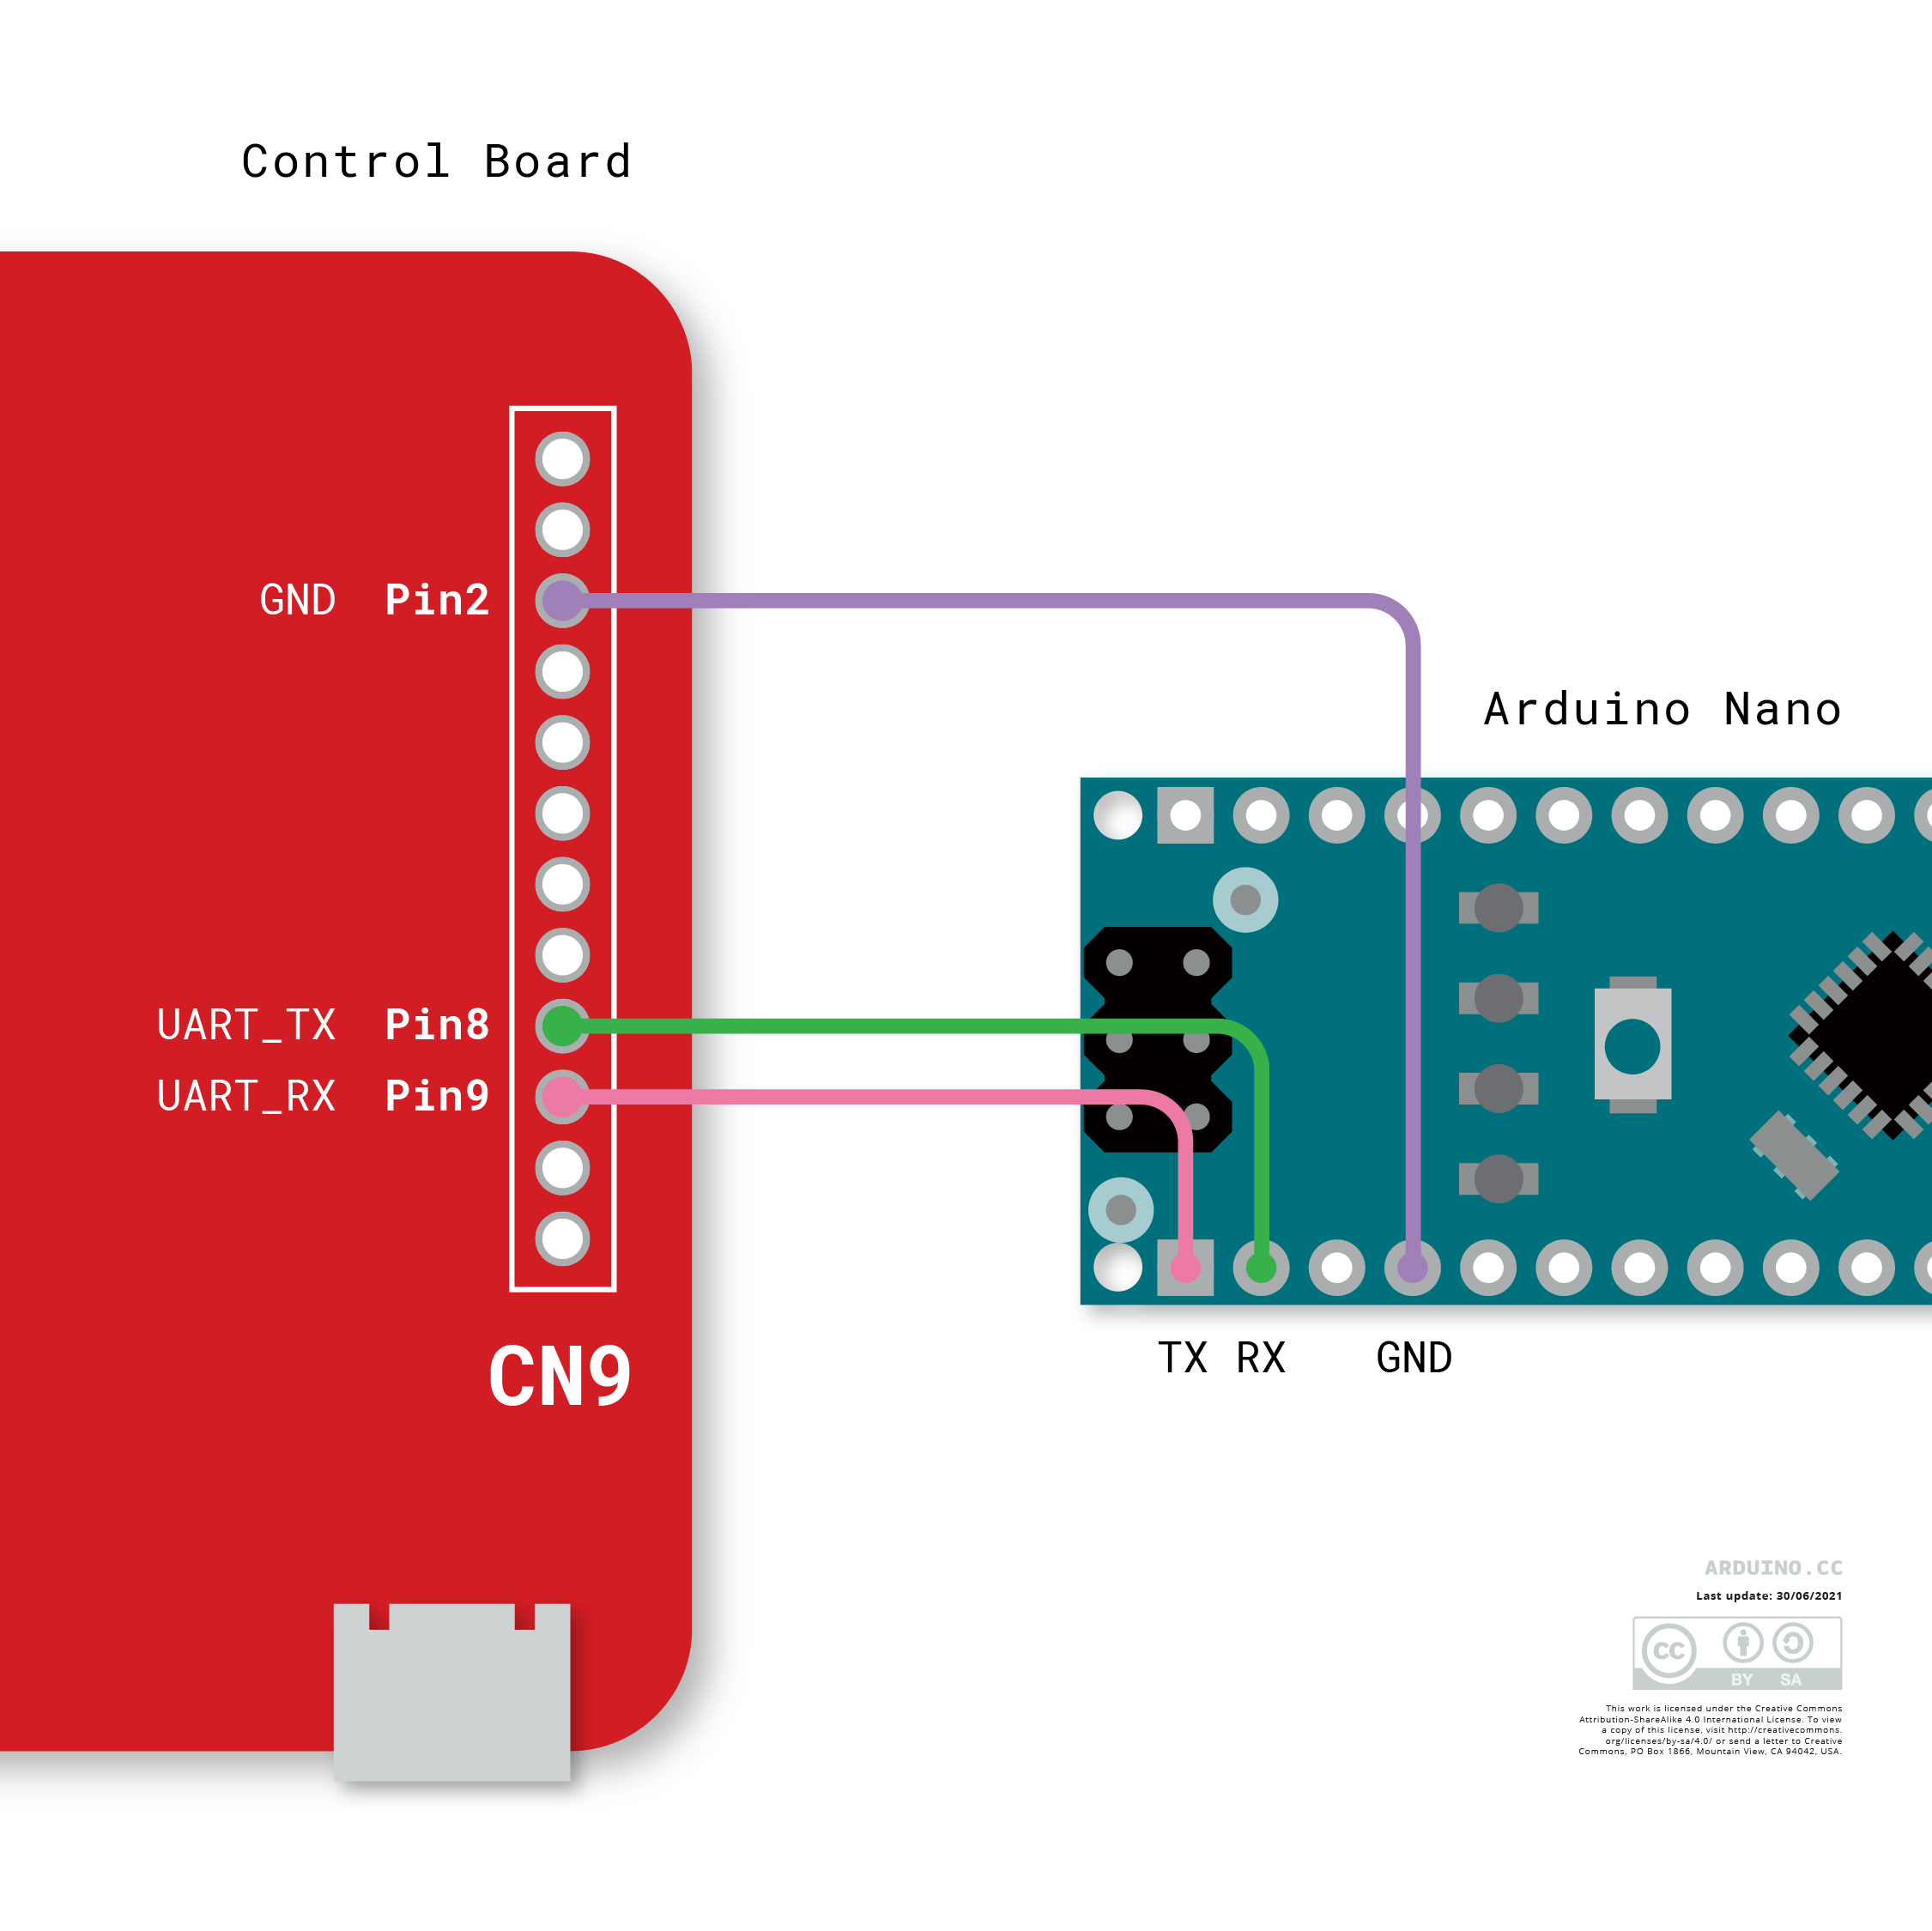 Control Board
GND Pin2
Arduino Nano
UART_TX Pin8
UART_RX Pin9
TX RX GND
CN9
ARDUINO.CC
Last update: 30/06/2021
cc
BY SA
This work is licensed under the Creative Commons
Attribution-ShareAlike 4.0 International License. To view
a copy of this license, visit http://creativecommons.
org/licenses/by-sa/4.0/ or send a letter to Creative
Commons, PO Box 1866, Mountain View, CA 94042, USA.